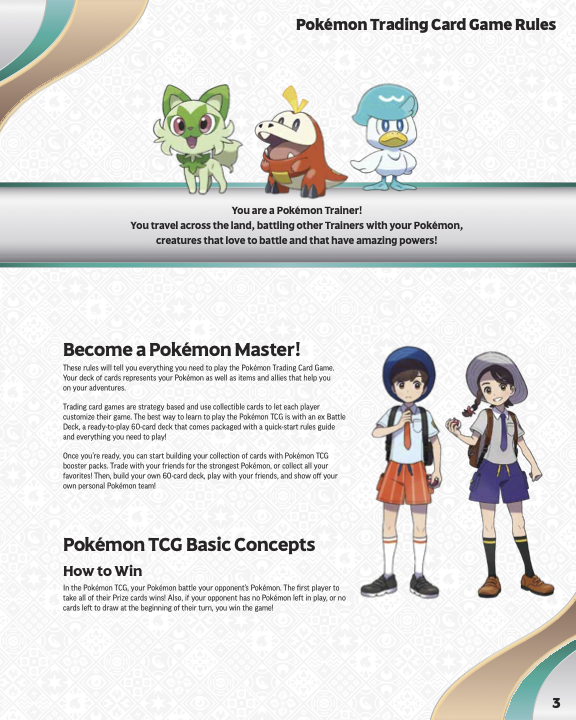 Pokémon Trading Card Game Rules
You are a Pokémon Trainer!
You travel across the land, battling other Trainers with your Pokémon,
creatures that love to battle and that have amazing powers!
Become a Pokémon Master!
These rules will tell you everything you need to play the Pokémon Trading Card Game.
Your deck of cards represents your Pokémon as well as items and allies that help you
on your adventures.
Trading card games are strategy based and use collectible cards to let each player
customize their game. The best way to learn to play the Pokémon TCG is with an ex Battle
Deck, a ready-to-play 60-card deck that comes packaged with a quick-start rules guide
and everything you need to play!
Once you're ready, you can start building your collection of cards with Pokémon TCG
booster packs. Trade with your friends for the strongest Pokémon, or collect all your
favorites! Then, build your own 60-card deck, play with your friends, and show off your
own personal Pokémon team!
Pokémon TCG Basic Concepts
How to Win
In the Pokémon TCG, your Pokémon battle your opponent's Pokémon. The first player to
take all of their Prize cards wins! Also, if your opponent has no Pokémon left in play, or no
cards left to draw at the beginning of their turn, you win the game!
3